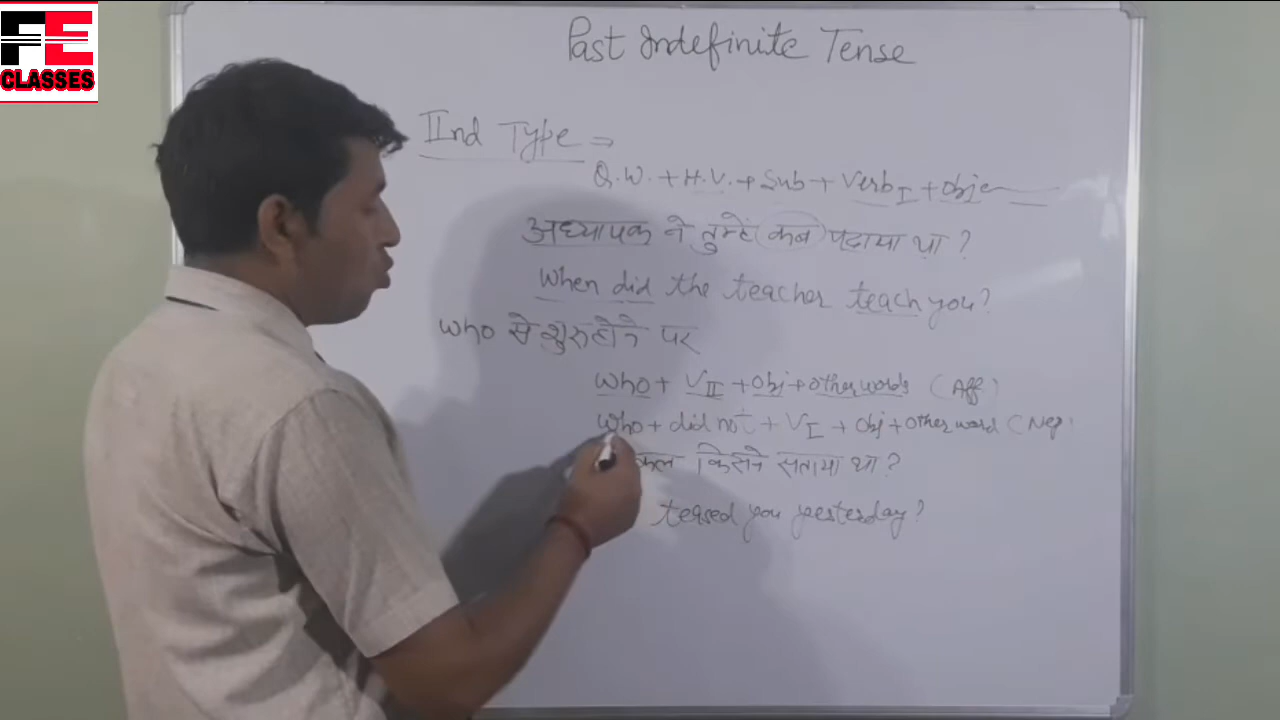 FE
CLASSES
Past Indefinite Tense
IInd Type ⇒
Q.W. + H.V. + Sub + Verb I + Obje
अध्यापक ने तुम्हें कब पढाया था ?
When did the teacher teach you?
Who से शुरु होने पर
Who + V II + Obj + other words (Aff)
Who + did not + V I + Obj + Other word (Neg.
कल किसने सताया था ?
teased you yesterday?